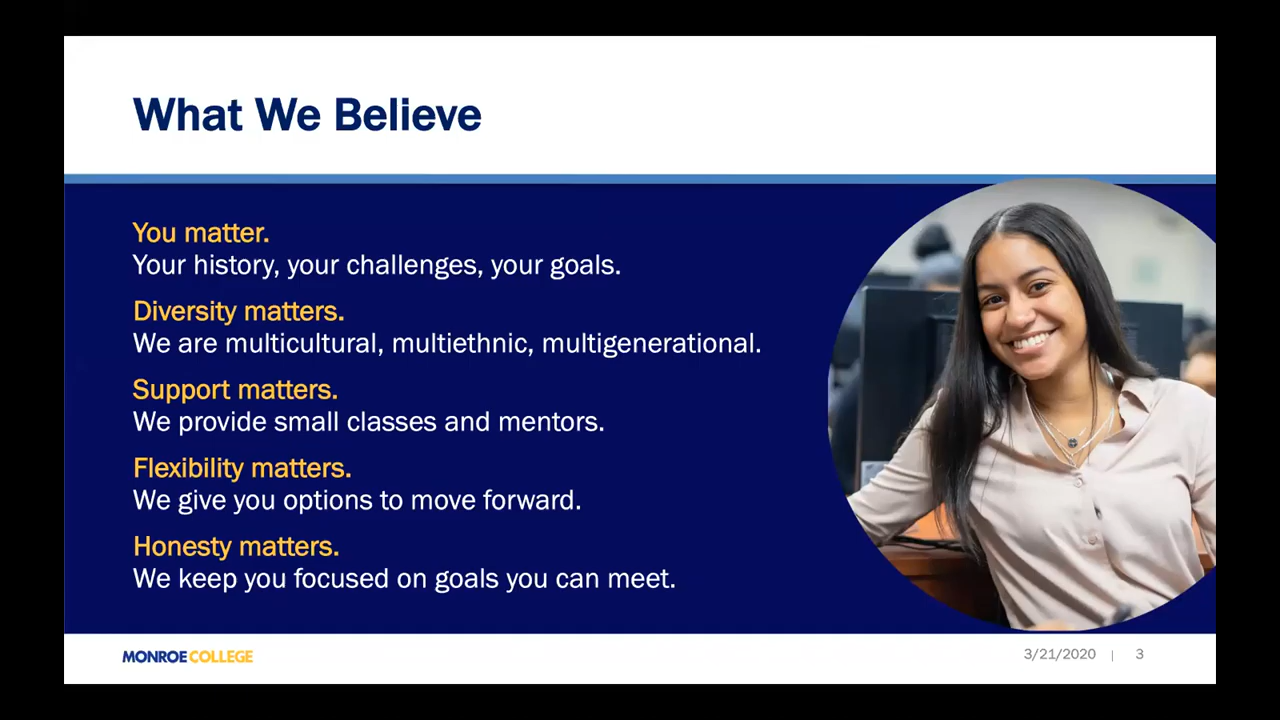 What We Believe
You matter.
Your history, your challenges, your goals.
Diversity matters.
We are multicultural, multiethnic, multigenerational.
Support matters.
We provide small classes and mentors.
Flexibility matters.
We give you options to move forward.
Honesty matters.
We keep you focused on goals you can meet.
MONROE COLLEGE
3/21/2020 | 3